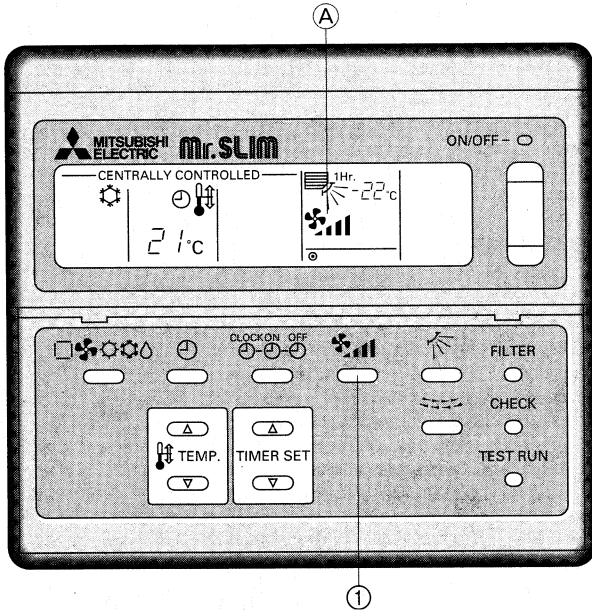 A
MITSUBISHI
ELECTRIC
Mr.SLIM
ON/OFF
CENTRALLY CONTROLLED
1Hr.
-22°c
21°c
CLOCK ON OFF
FILTER
CHECK
TEMP.
TIMER SET
TEST RUN
1